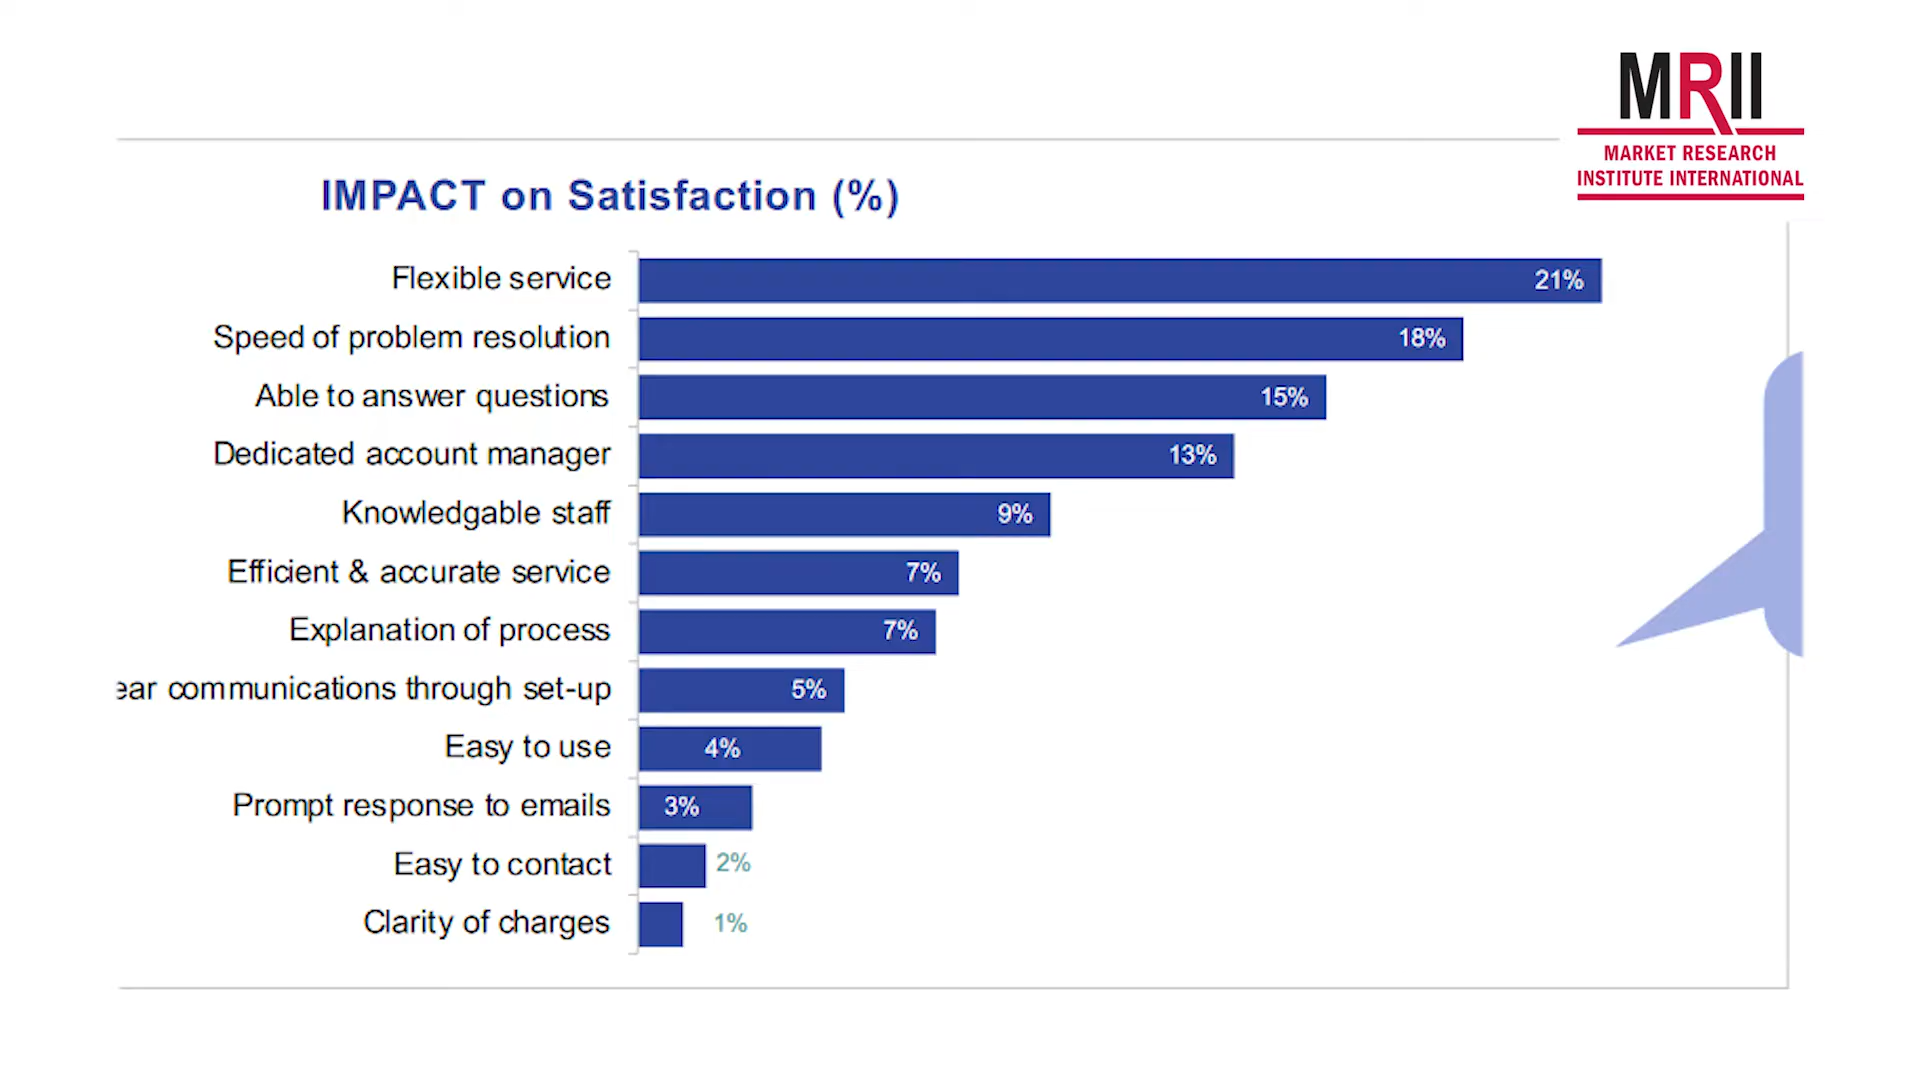 MRII
MARKET RESEARCH
INSTITUTE INTERNATIONAL
IMPACT on Satisfaction (%)
Flexible service 21%
Speed of problem resolution 18%
Able to answer questions 15%
Dedicated account manager 13%
Knowledgable staff 9%
Efficient & accurate service 7%
Explanation of process 7%
ear communications through set-up 5%
Easy to use 4%
Prompt response to emails 3%
Easy to contact 2%
Clarity of charges 1%